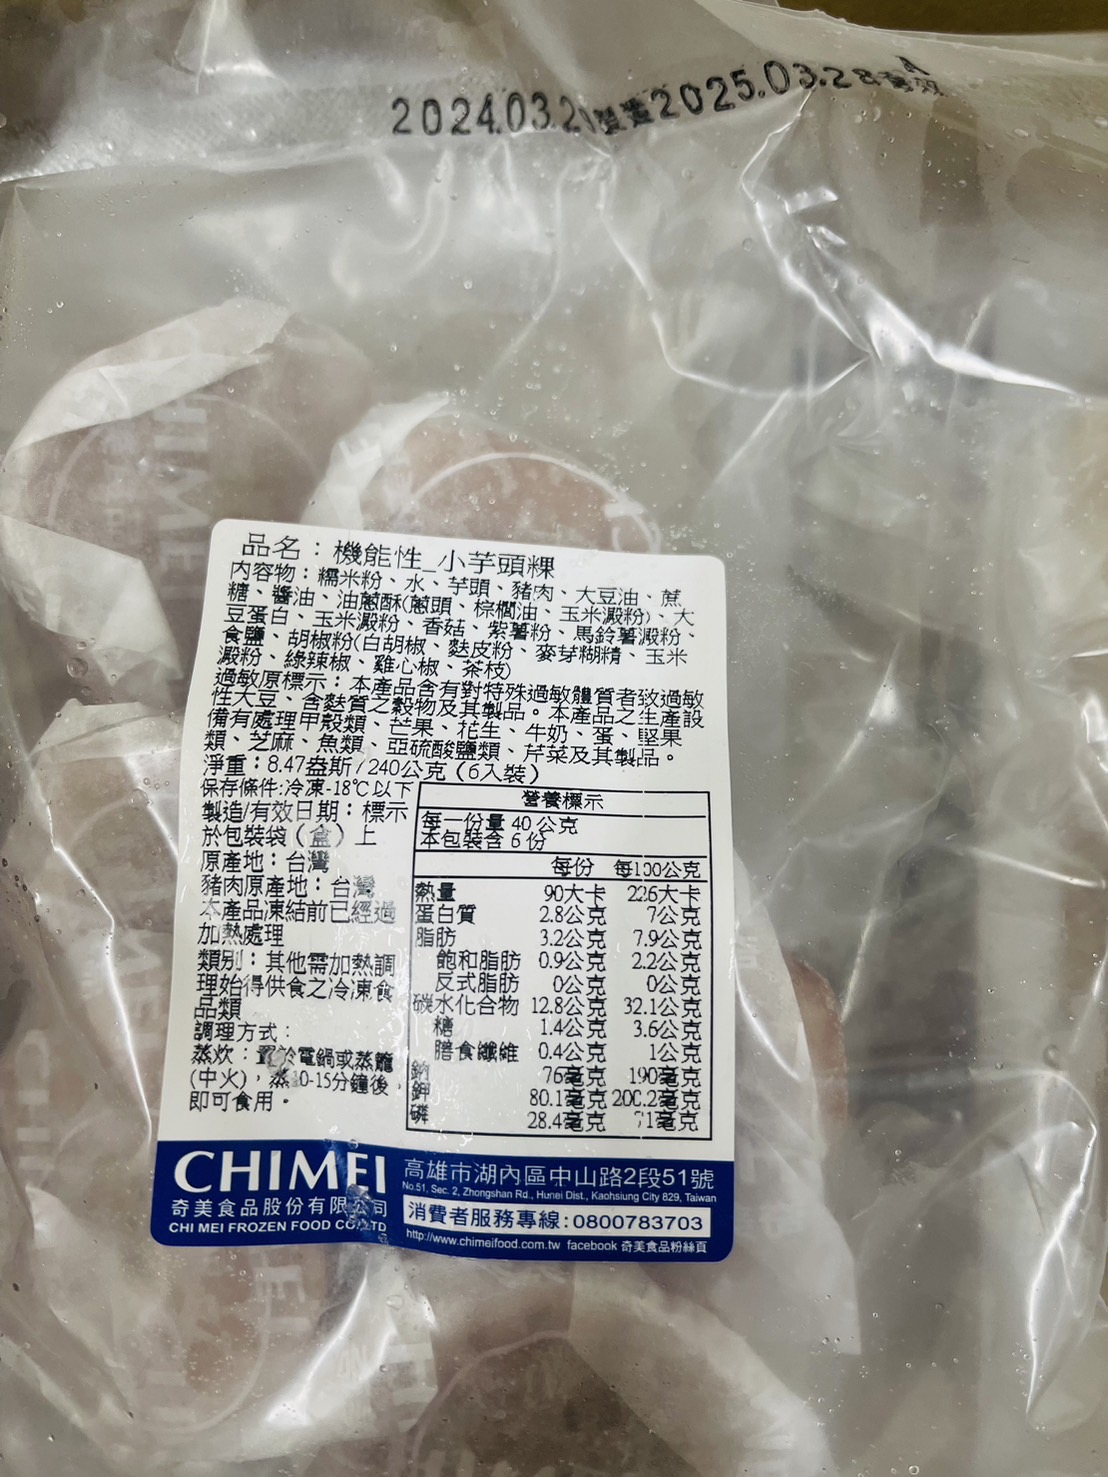 2024.03.21製造2025.03.28有效 A
品名：機能性_小芋頭粿
內容物：糯米粉、水、芋頭、豬肉、大豆油、蔗
糖、醬油、油蔥酥(蔥頭、棕櫚油、玉米澱粉)、大
豆蛋白、玉米澱粉、香菇、紫薯粉、馬鈴薯澱粉、
食鹽、胡椒粉(白胡椒、麩皮粉、麥芽糊精、玉米
澱粉、綠辣椒、雞心椒、茶枝)
過敏原標示：本產品含有對特殊過敏體質者致過敏
性大豆、含麩質之穀物及其製品。本產品之生產設
備有處理甲殼類、芒果、花生、牛奶、蛋、堅果
類、芝麻、魚類、亞硫酸鹽類、芹菜及其製品。
淨重：8.47盎斯/240公克（6入裝）
保存條件:冷凍-18℃以下
製造/有效日期：標示
於包裝袋（盒）上
原產地：台灣
豬肉原產地：台灣
本產品凍結前已經過
加熱處理
類別：其他需加熱調
理始得供食之冷凍食
品類
調理方式：
蒸炊：置於電鍋或蒸籠
(中火)，蒸10-15分鐘後，
即可食用。
營養標示
每一份量 40 公克
本包裝含 6 份
每份 每100公克
熱量 90大卡 226大卡
蛋白質 2.8公克 7公克
脂肪 3.2公克 7.9公克
飽和脂肪 0.9公克 2.2公克
反式脂肪 0公克 0公克
碳水化合物 12.8公克 32.1公克
糖 1.4公克 3.6公克
膳食纖維 0.4公克 1公克
鈉 76毫克 190毫克
鉀 80.1毫克 200.2毫克
磷 28.4毫克 71毫克
CHIMEI
奇美食品股份有限公司
CHI MEI FROZEN FOOD CO.,LTD
高雄市湖內區中山路2段51號
No.51, Sec. 2, Zhongshan Rd., Hunei Dist., Kaohsiung City 829, Taiwan
消費者服務專線:0800783703
http://www.chimeifood.com.tw facebook 奇美食品粉絲頁